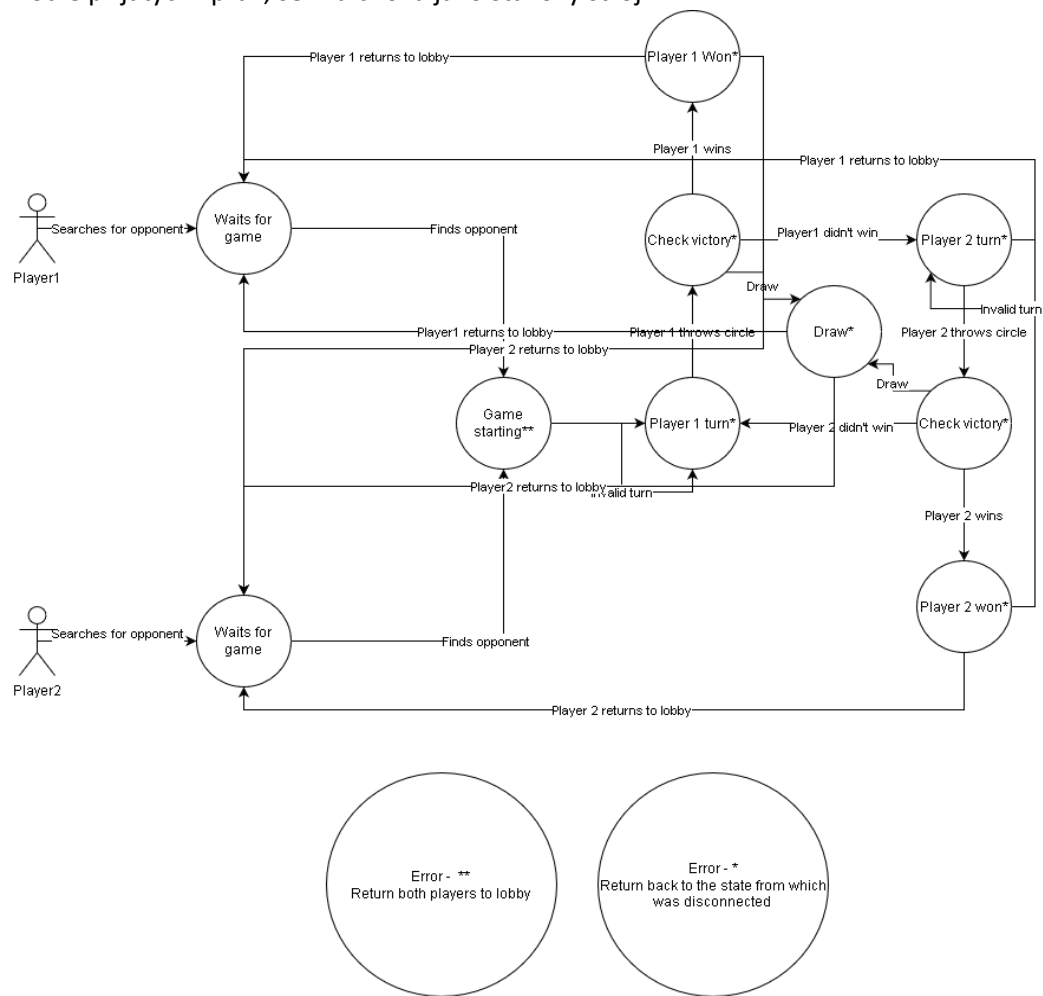 Player 1 returns to lobby
Player 1 Won*
Player 1 wins
Player 1 returns to lobby
Searches for opponent
Player1
Waits for
game
Finds opponent
Check victory*
Player1 didn't win
Player 2 turn*
Draw
Invalid turn
Player1 returns to lobby
Player 1 throws circle
Draw*
Player 2 throws circle
Player 2 returns to lobby
Draw
Game
starting**
Player 1 turn*
Player 2 didn't win
Check victory*
Player2 returns to lobby
Invalid turn
Player 2 wins
Player 2 won*
Searches for opponent
Player2
Waits for
game
Finds opponent
Player 2 returns to lobby
Error - **
Return both players to lobby
Error - *
Return back to the state from which
was disconnected